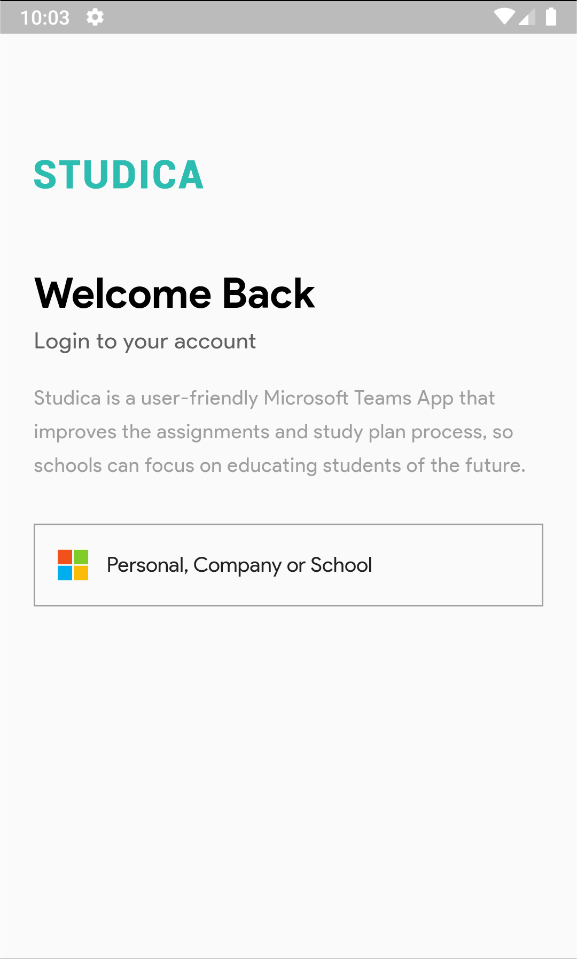 10:03
STUDICA
Welcome Back
Login to your account
Studica is a user-friendly Microsoft Teams App that
improves the assignments and study plan process, so
schools can focus on educating students of the future.
Personal, Company or School